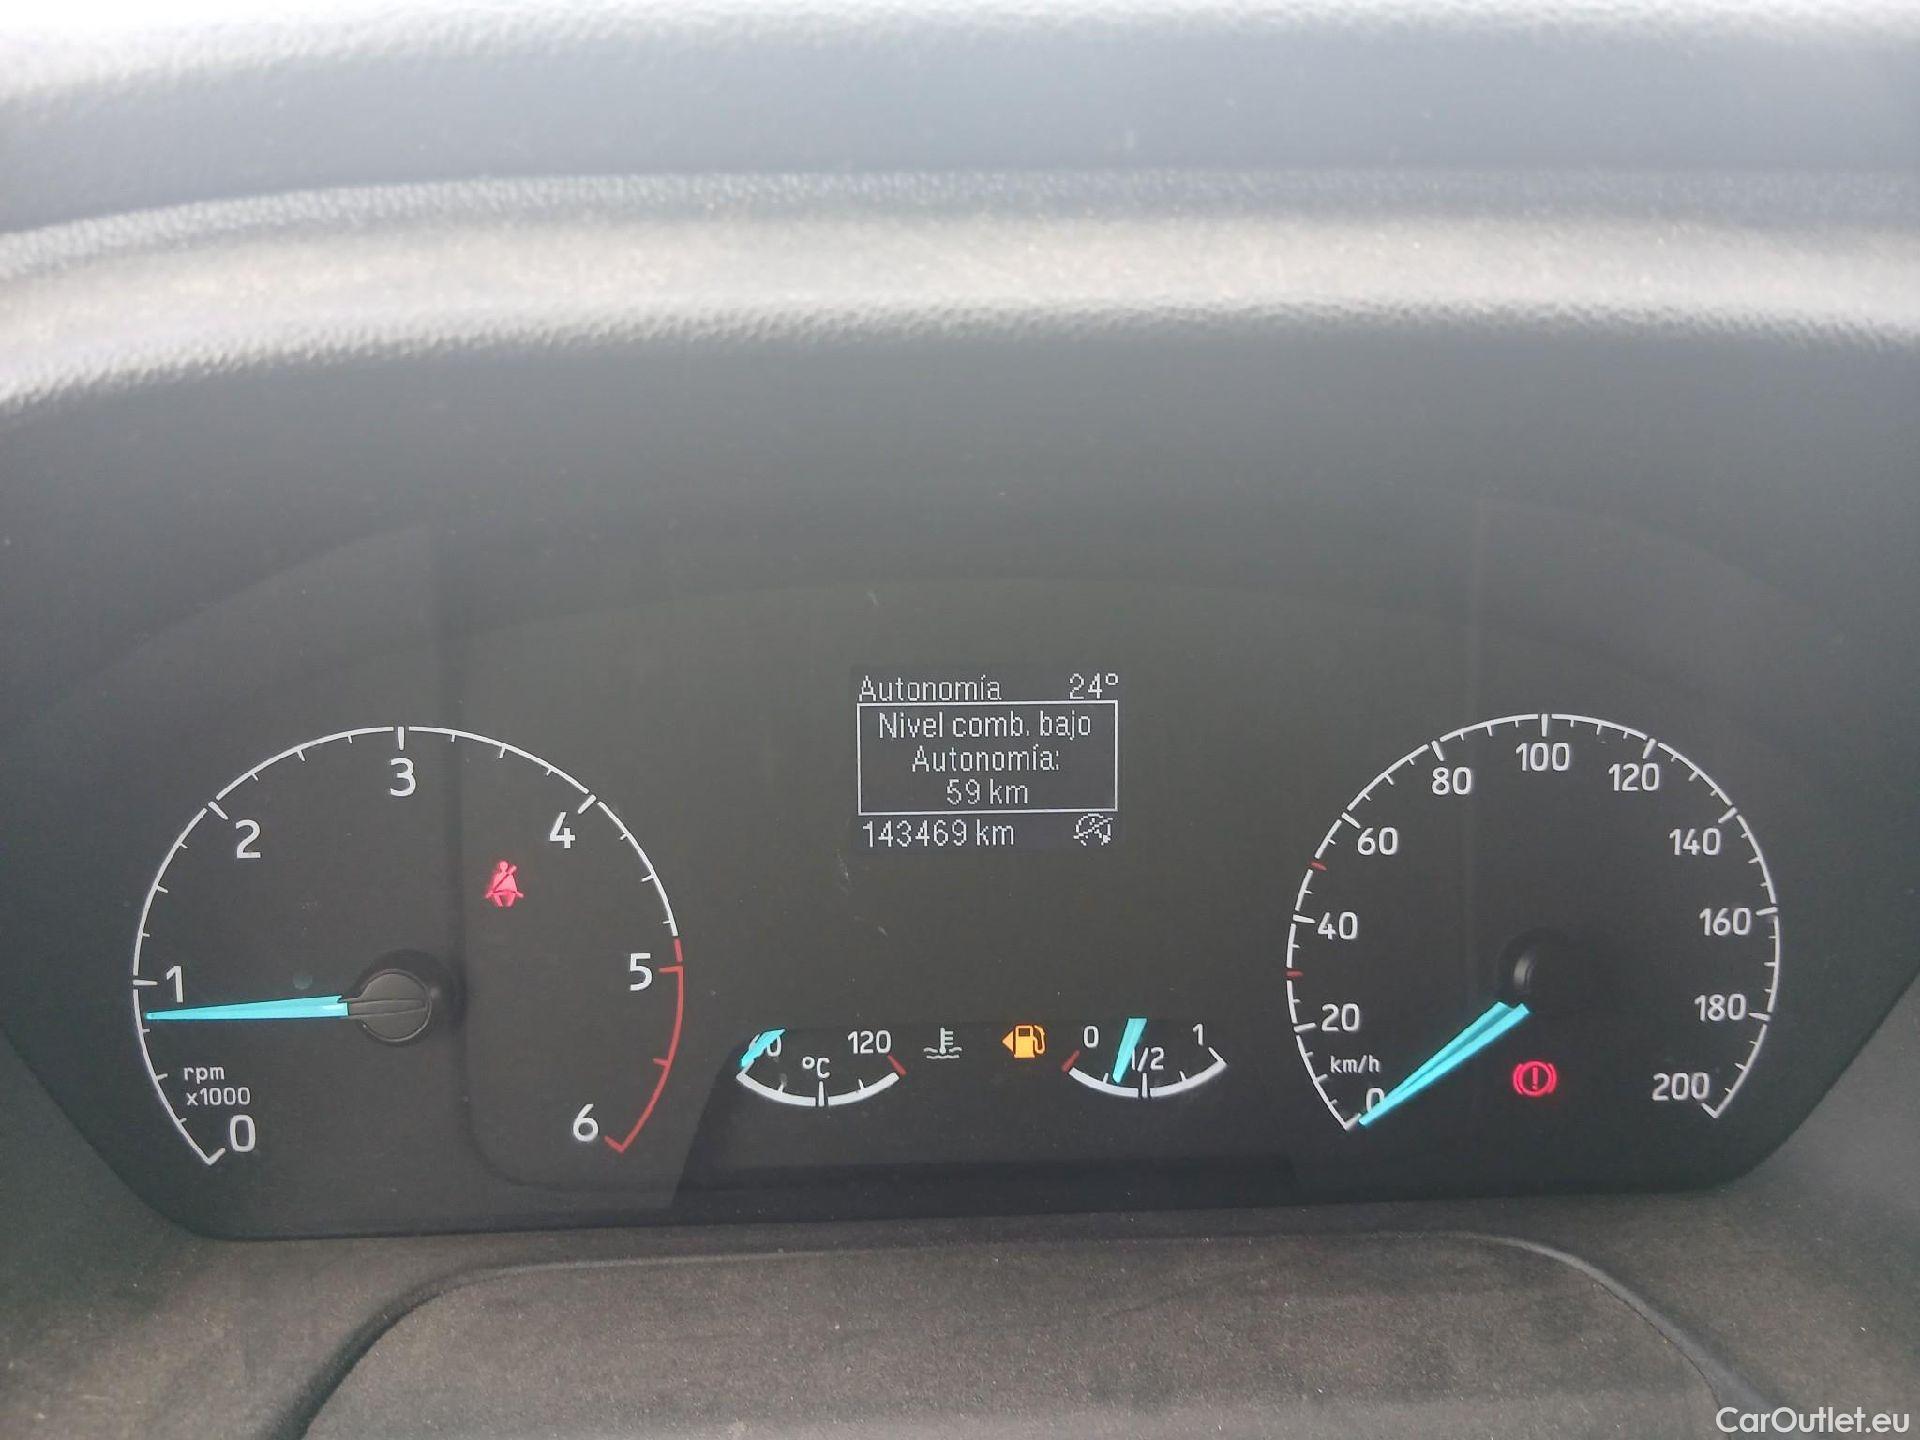 Autonomía 24°
Nivel comb. bajo
Autonomía:
59 km
143469 km
0
1
2
3
4
5
6
rpm
x1000
120
°C
0
1/2
1
0
20
40
60
80
100
120
140
160
180
200
km/h
CarOutlet.eu